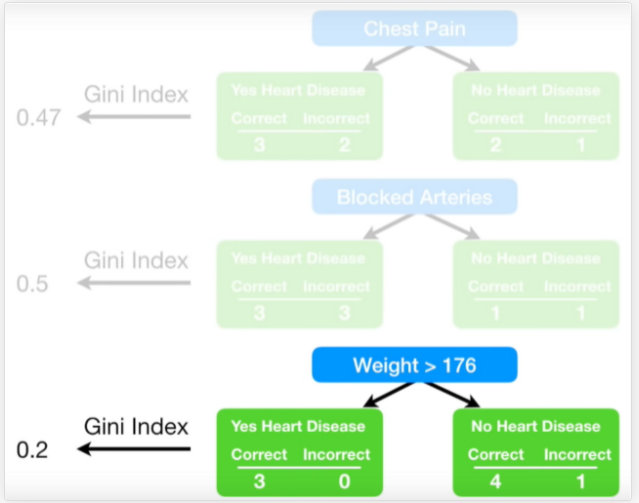 Chest Pain
Gini Index
0.47
Yes Heart Disease
Correct Incorrect
3 2
No Heart Disease
Correct Incorrect
2 1
Blocked Arteries
Gini Index
0.5
Yes Heart Disease
Correct Incorrect
3 3
No Heart Disease
Correct Incorrect
1 1
Weight > 176
Gini Index
0.2
Yes Heart Disease
Correct Incorrect
3 0
No Heart Disease
Correct Incorrect
4 1